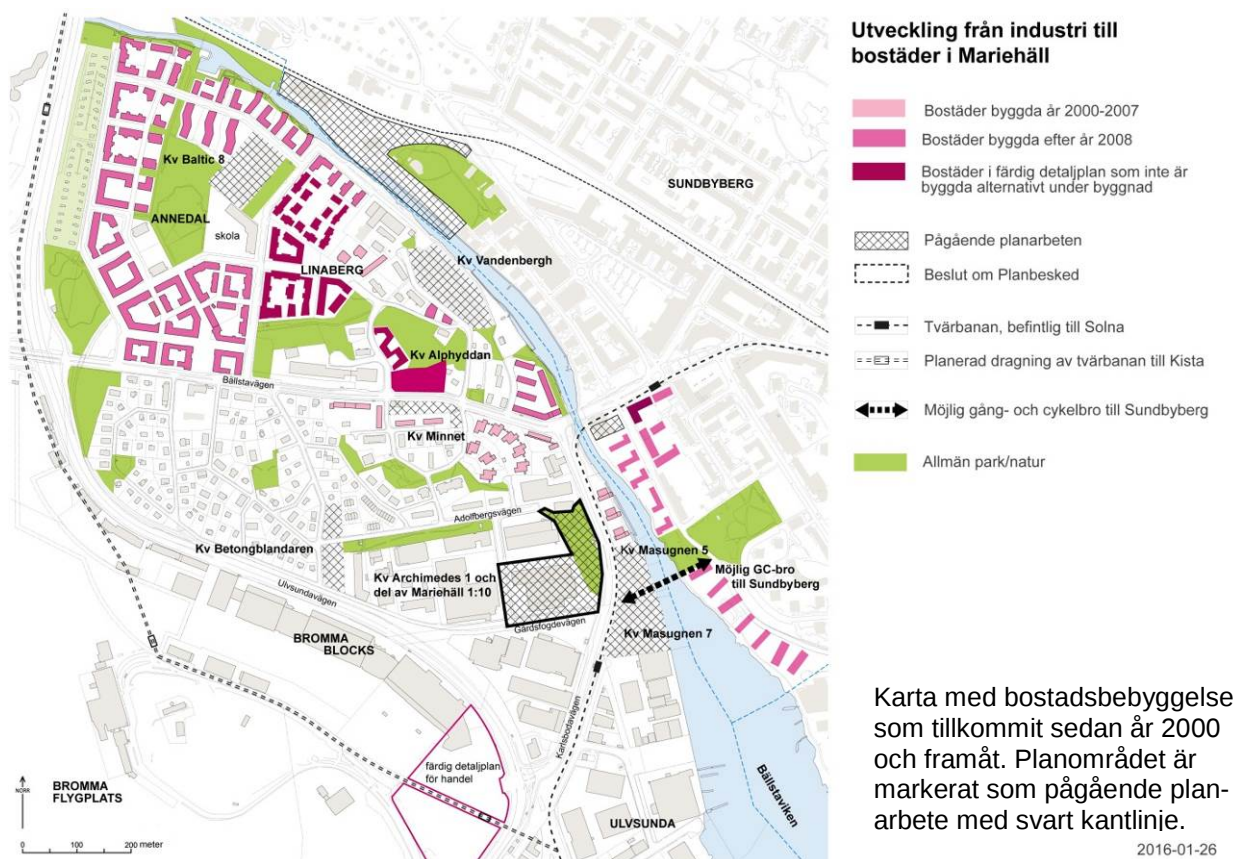 Utveckling från industri till
bostäder i Mariehäll
Bostäder byggda år 2000-2007
Bostäder byggda efter år 2008
Bostäder i färdig detaljplan som inte är
byggda alternativt under byggnad
Pågående planarbeten
Beslut om Planbesked
Tvärbanan, befintlig till Solna
Planerad dragning av tvärbanan till Kista
Möjlig gång- och cykelbro till Sundbyberg
Allmän park/natur
Kv Baltic 8
SUNDBYBERG
ANNEDAL
skola
Kv Vandenbergh
LINABERG
Kv Alphyddan
Bällstavägen
Kv Minnet
Adolfbergsvägen
Kv Betongblandaren
Kv Masugnen 5
Möjlig GC-bro
till Sundbyberg
Kv Archimedes 1 och
del av Mariehäll 1:10
Ulvsundavägen
Gårdsfogdevägen
Kv Masugnen 7
BROMMA
BLOCKS
Karlsbodavägen
färdig detaljplan
för handel
Bällstaviken
BROMMA
FLYGPLATS
ULVSUNDA
NORR
0 100 200 meter
Karta med bostadsbebyggelse
som tillkommit sedan år 2000
och framåt. Planområdet är
markerat som pågående plan-
arbete med svart kantlinje.
2016-01-26